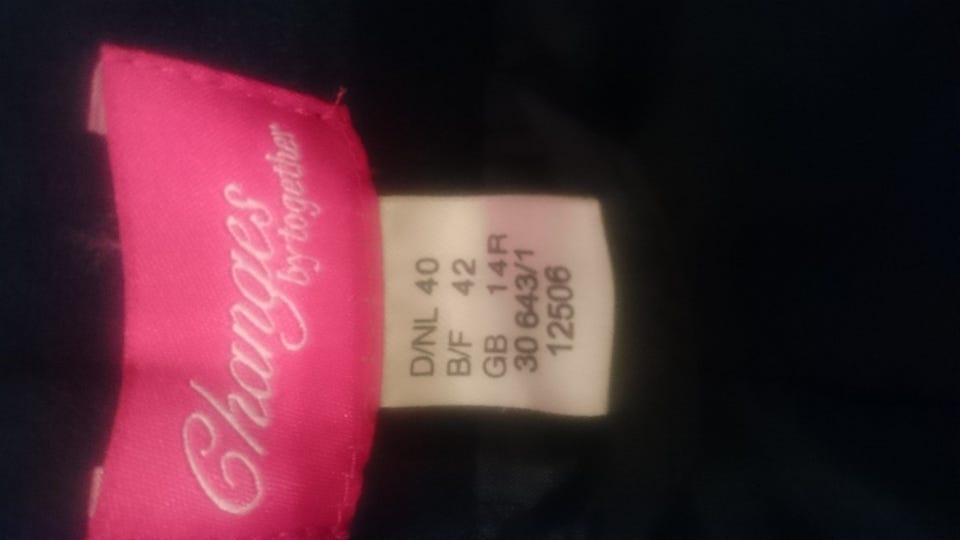 Changes
by together
D/NL 40
B/F 42
GB 14R
30 643/1
12506